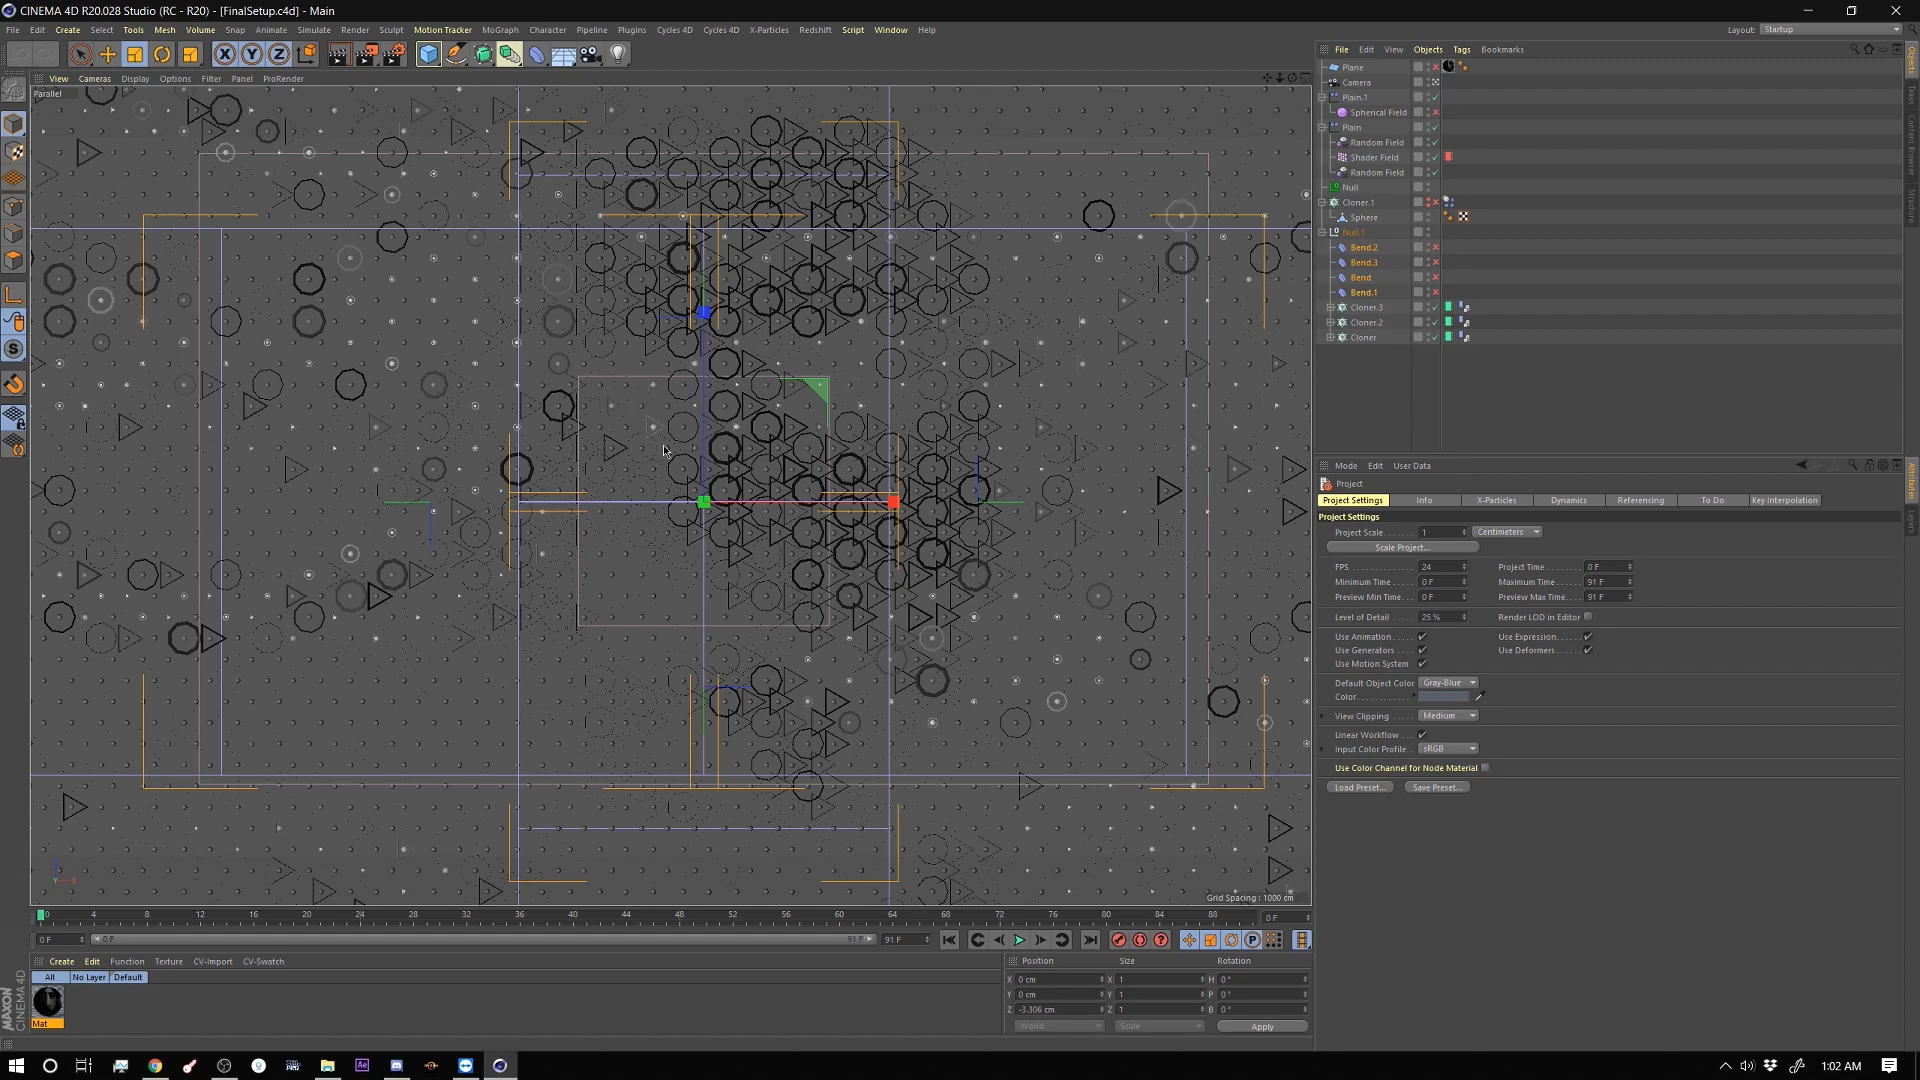 CINEMA 4D R20.028 Studio (RC - R20) - [FinalSetup.c4d] - Main
File Edit Create Select Tools Mesh Volume Snap Animate Simulate Render Sculpt Motion Tracker MoGraph Character Pipeline Plugins Cycles 4D Cycles 4D X-Particles Redshift Script Window Help Layout: Startup
File Edit View Objects Tags Bookmarks
View Cameras Display Options Filter Panel ProRender
Parallel
Plane
Camera
Plain.1
Spherical Field
Plain
Random Field
Shader Field
Random Field
Null
Cloner.1
Sphere
Null.1
Bend.2
Bend.3
Bend
Bend.1
Cloner.3
Cloner.2
Cloner
Objects
Takes
Content Browser
Structure
Mode Edit User Data
Project
Project Settings Info X-Particles Dynamics Referencing To Do Key Interpolation
Project Settings
Project Scale 1 Centimeters
Scale Project...
FPS 24 Project Time 0 F
Minimum Time 0 F Maximum Time 91 F
Preview Min Time 0 F Preview Max Time 91 F
Level of Detail 25 % Render LOD in Editor
Use Animation Use Expression
Use Generators Use Deformers
Use Motion System
Default Object Color Gray-Blue
Color
View Clipping Medium
Linear Workflow
Input Color Profile sRGB
Use Color Channel for Node Material
Load Preset... Save Preset...
Attributes
Layers
Grid Spacing : 1000 cm
0 4 8 12 16 20 24 28 32 36 40 44 48 52 56 60 64 68 72 76 80 84 88 0 F
0 F 0 F 91 F 91 F
Create Edit Function Texture CV-Import CV-Swatch
All No Layer Default
Mat
Position Size Rotation
X 0 cm X 1 H 0 °
Y 0 cm Y 1 P 0 °
Z -3.306 cm Z 1 B 0 °
World Scale Apply
MAXON
CINEMA 4D
1:02 AM